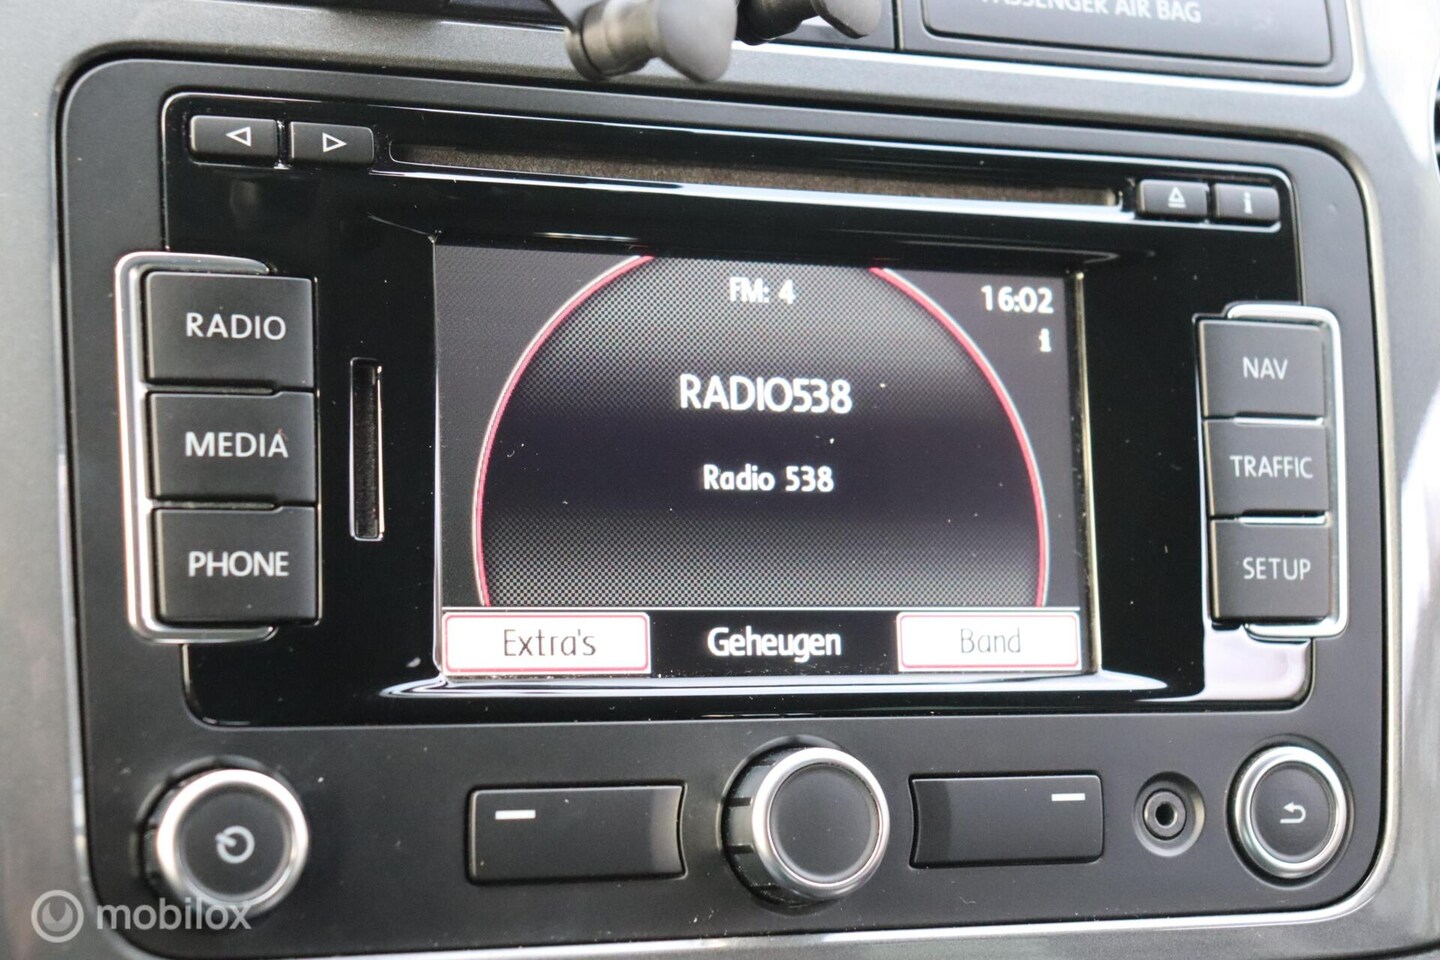 PASSENGER AIR BAG
FM: 4
16:02
i
RADIO538
Radio 538
Extra's
Geheugen
Band
RADIO
MEDIA
PHONE
NAV
TRAFFIC
SETUP
i
mobilox